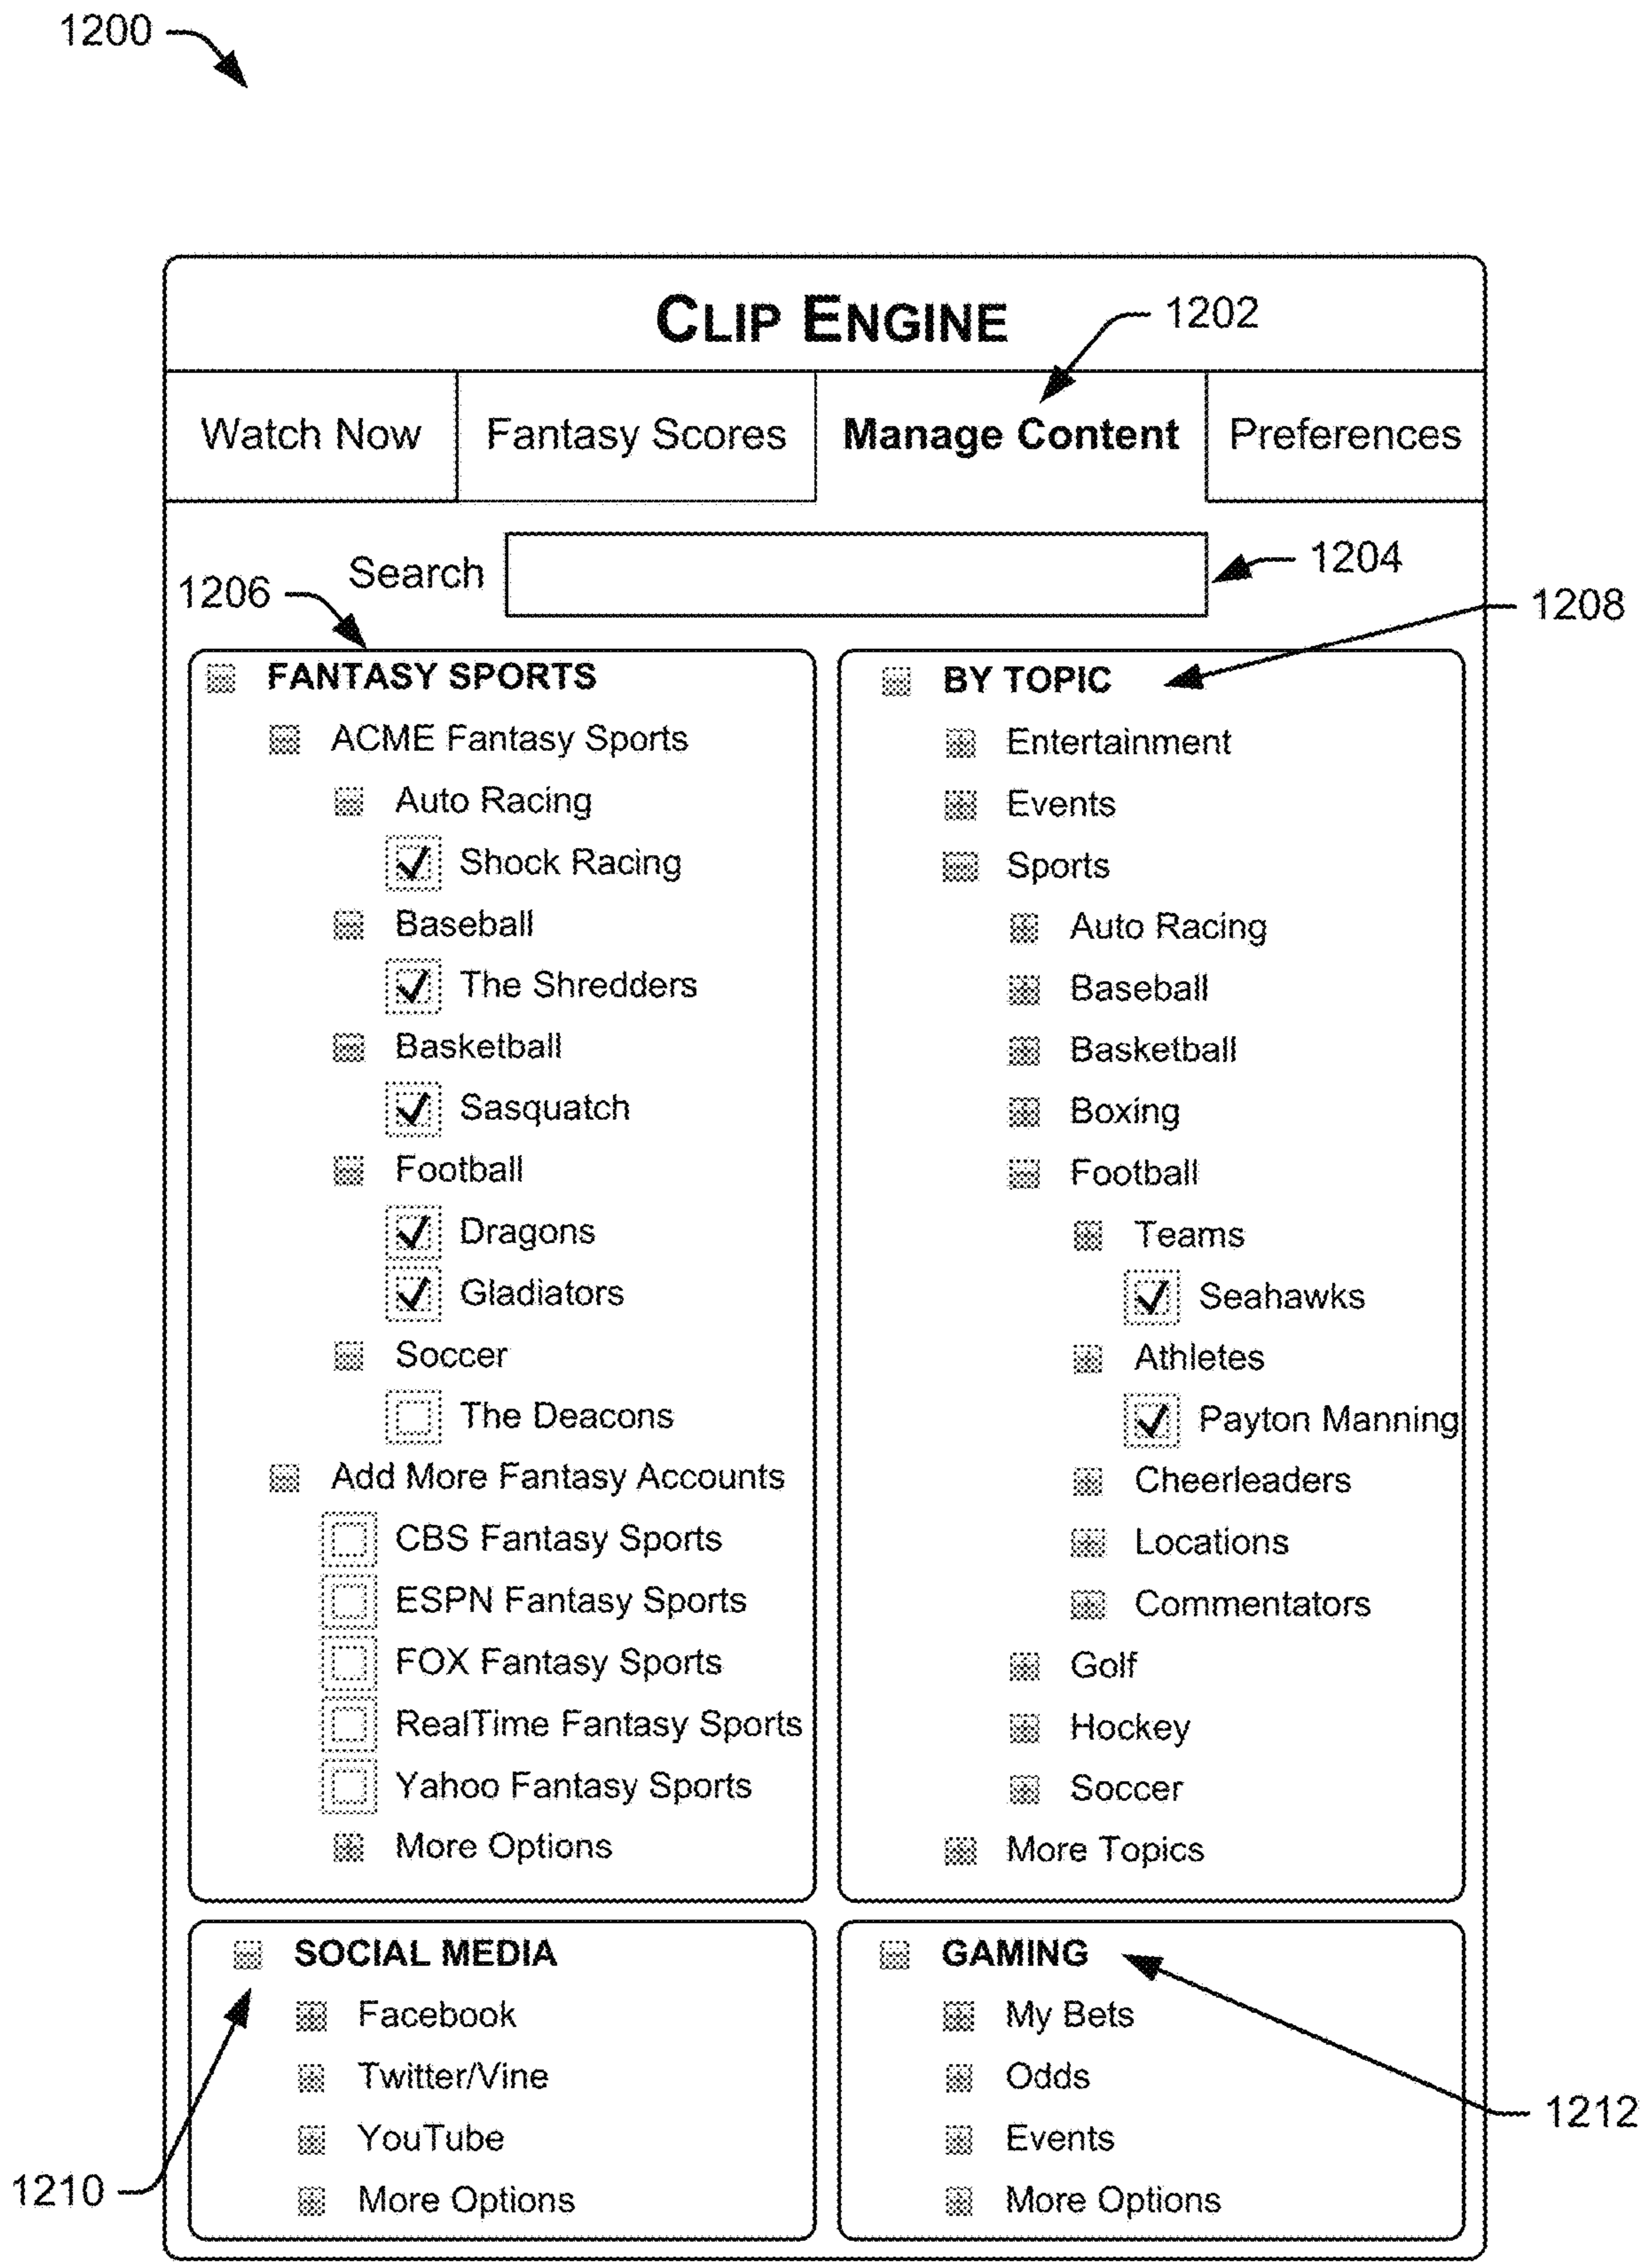 1200
CLIP ENGINE
1202
Watch Now
Fantasy Scores
Manage Content
Preferences
Search
1204
1206
1208
FANTASY SPORTS
ACME Fantasy Sports
Auto Racing
Shock Racing
Baseball
The Shredders
Basketball
Sasquatch
Football
Dragons
Gladiators
Soccer
The Deacons
Add More Fantasy Accounts
CBS Fantasy Sports
ESPN Fantasy Sports
FOX Fantasy Sports
RealTime Fantasy Sports
Yahoo Fantasy Sports
More Options
BY TOPIC
Entertainment
Events
Sports
Auto Racing
Baseball
Basketball
Boxing
Football
Teams
Seahawks
Athletes
Payton Manning
Cheerleaders
Locations
Commentators
Golf
Hockey
Soccer
More Topics
SOCIAL MEDIA
Facebook
Twitter/Vine
YouTube
More Options
1210
GAMING
My Bets
Odds
Events
More Options
1212